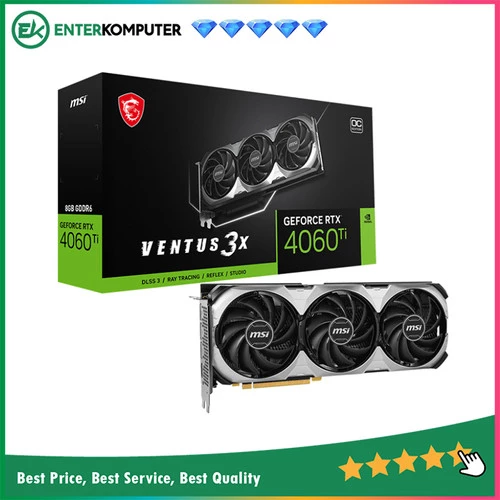 EK ENTERKOMPUTER
msi
8GB GDDR6
GEFORCE RTX
4060Ti
VENTUS 3X
DLSS 3 / RAY TRACING / REFLEX / STUDIO
OC
GEFORCE RTX
4060Ti
msi
msi
msi
Best Price, Best Service, Best Quality